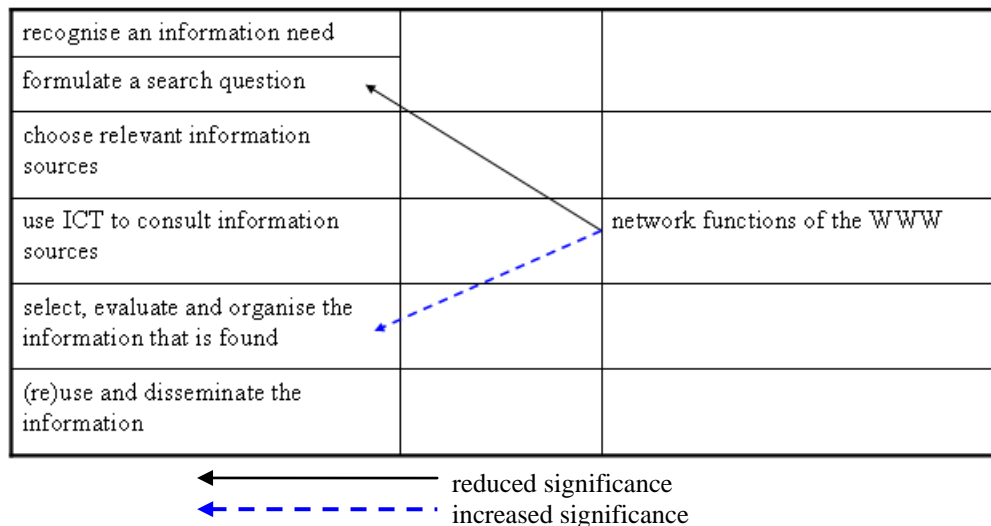 recognise an information need
formulate a search question
choose relevant information
sources
use ICT to consult information
sources
network functions of the WWW
select, evaluate and organise the
information that is found
(re)use and disseminate the
information
reduced significance
increased significance